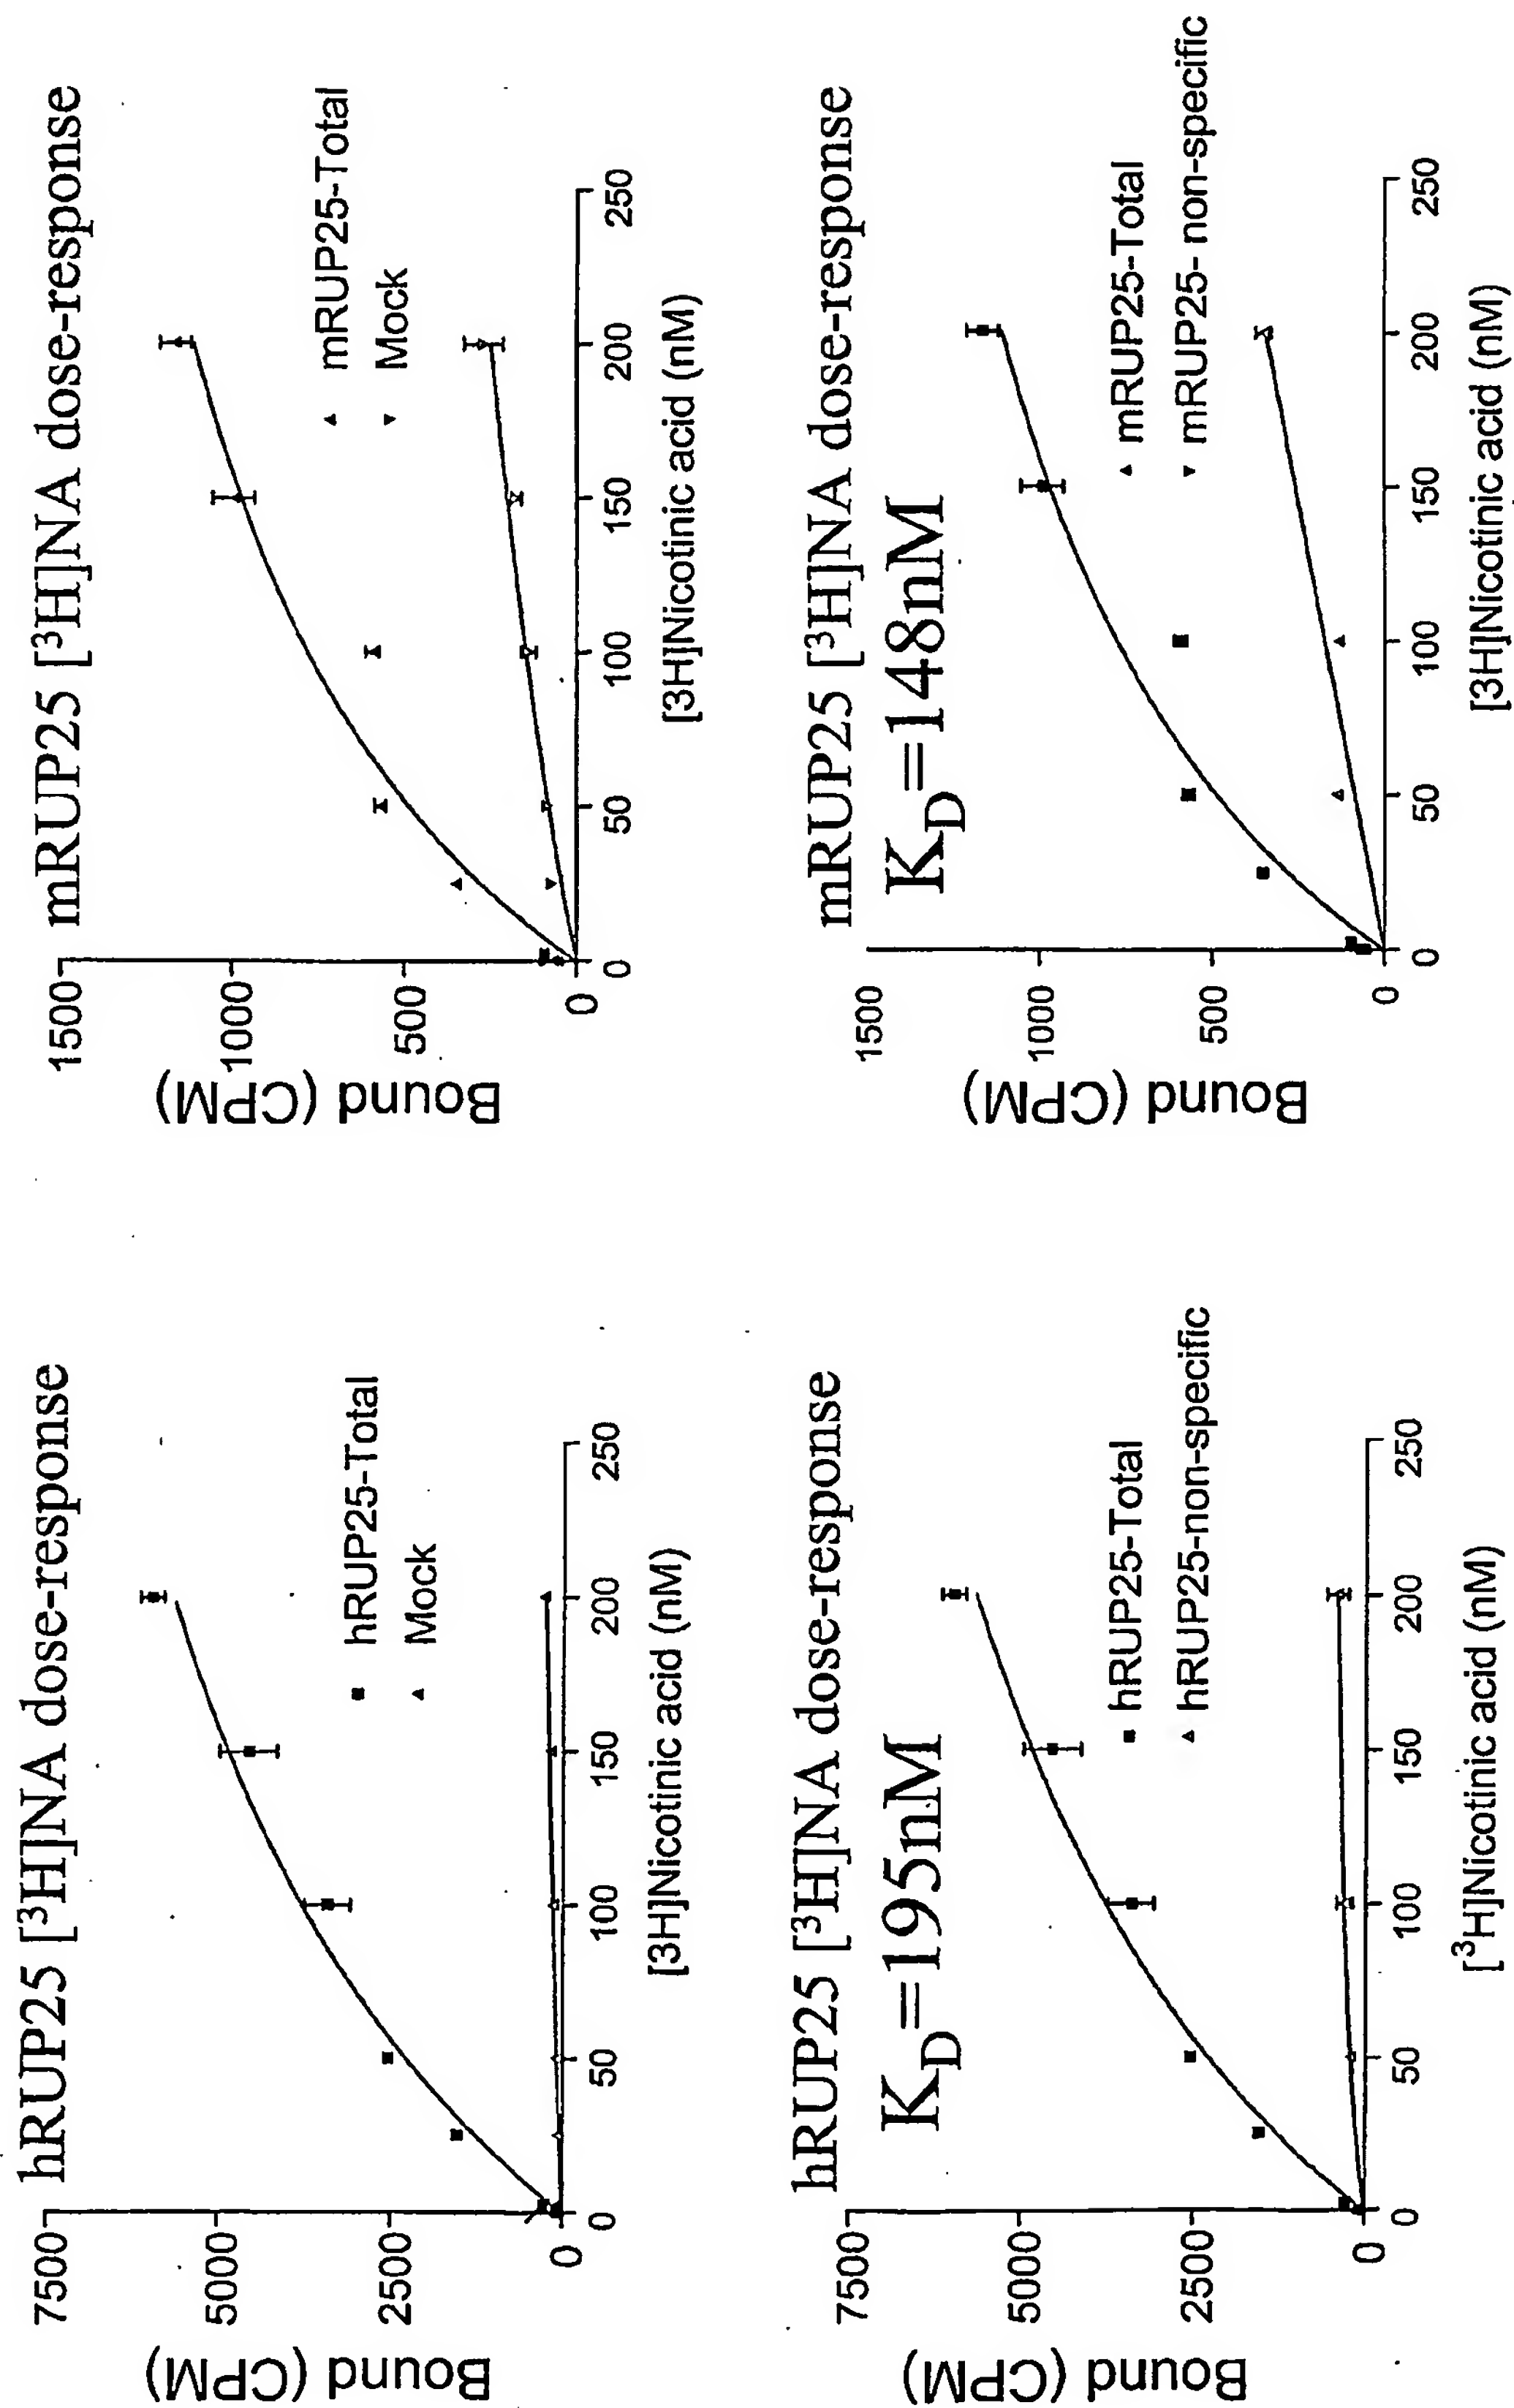 hRUP25 [³H]NA dose-response
7500
5000
2500
0
Bound (CPM)
hRUP25-Total
Mock
0
50
100
150
200
250
[3H]Nicotinic acid (nM)
mRUP25 [³H]NA dose-response
1500
1000
500
0
Bound (CPM)
mRUP25-Total
Mock
0
50
100
150
200
250
[3H]Nicotinic acid (nM)
hRUP25 [³H]NA dose-response
K_D=195nM
7500
5000
2500
0
Bound (CPM)
hRUP25-Total
hRUP25-non-specific
0
50
100
150
200
250
[³H]Nicotinic acid (nM)
mRUP25 [³H]NA dose-response
K_D=148nM
1500
1000
500
0
Bound (CPM)
mRUP25-Total
mRUP25- non-specific
0
50
100
150
200
250
[3H]Nicotinic acid (nM)